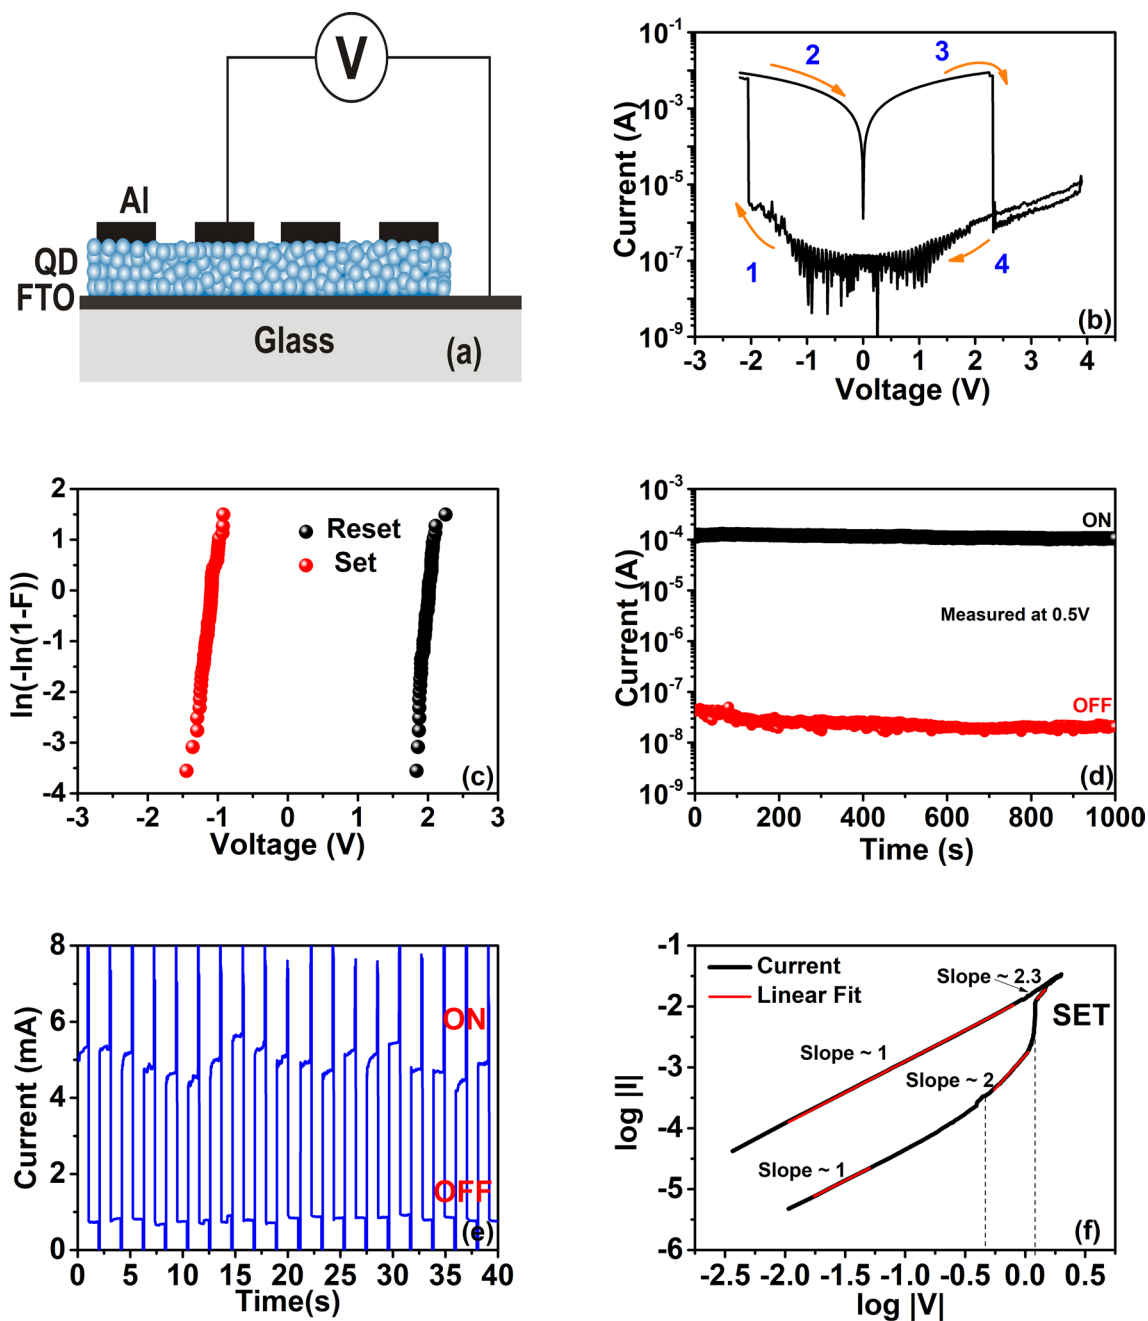 V
Al
QD
FTO
Glass
(a)
Current (A)
10⁻¹
10⁻³
10⁻⁵
10⁻⁷
10⁻⁹
2
3
1
4
(b)
-3 -2 -1 0 1 2 3 4
Voltage (V)
ln(-ln(1-F))
2
1
0
-1
-2
-3
-4
Reset
Set
(c)
-3 -2 -1 0 1 2 3
Voltage (V)
Current (A)
10⁻³
10⁻⁴
10⁻⁵
10⁻⁶
10⁻⁷
10⁻⁸
10⁻⁹
ON
Measured at 0.5V
OFF
(d)
0 200 400 600 800 1000
Time (s)
Current (mA)
8
6
4
2
0
ON
OFF
(e)
0 5 10 15 20 25 30 35 40
Time(s)
log |I|
-1
-2
-3
-4
-5
-6
Current
Linear Fit
Slope ~ 2.3
SET
Slope ~ 1
Slope ~ 2
Slope ~ 1
(f)
-2.5 -2.0 -1.5 -1.0 -0.5 0.0 0.5
log |V|